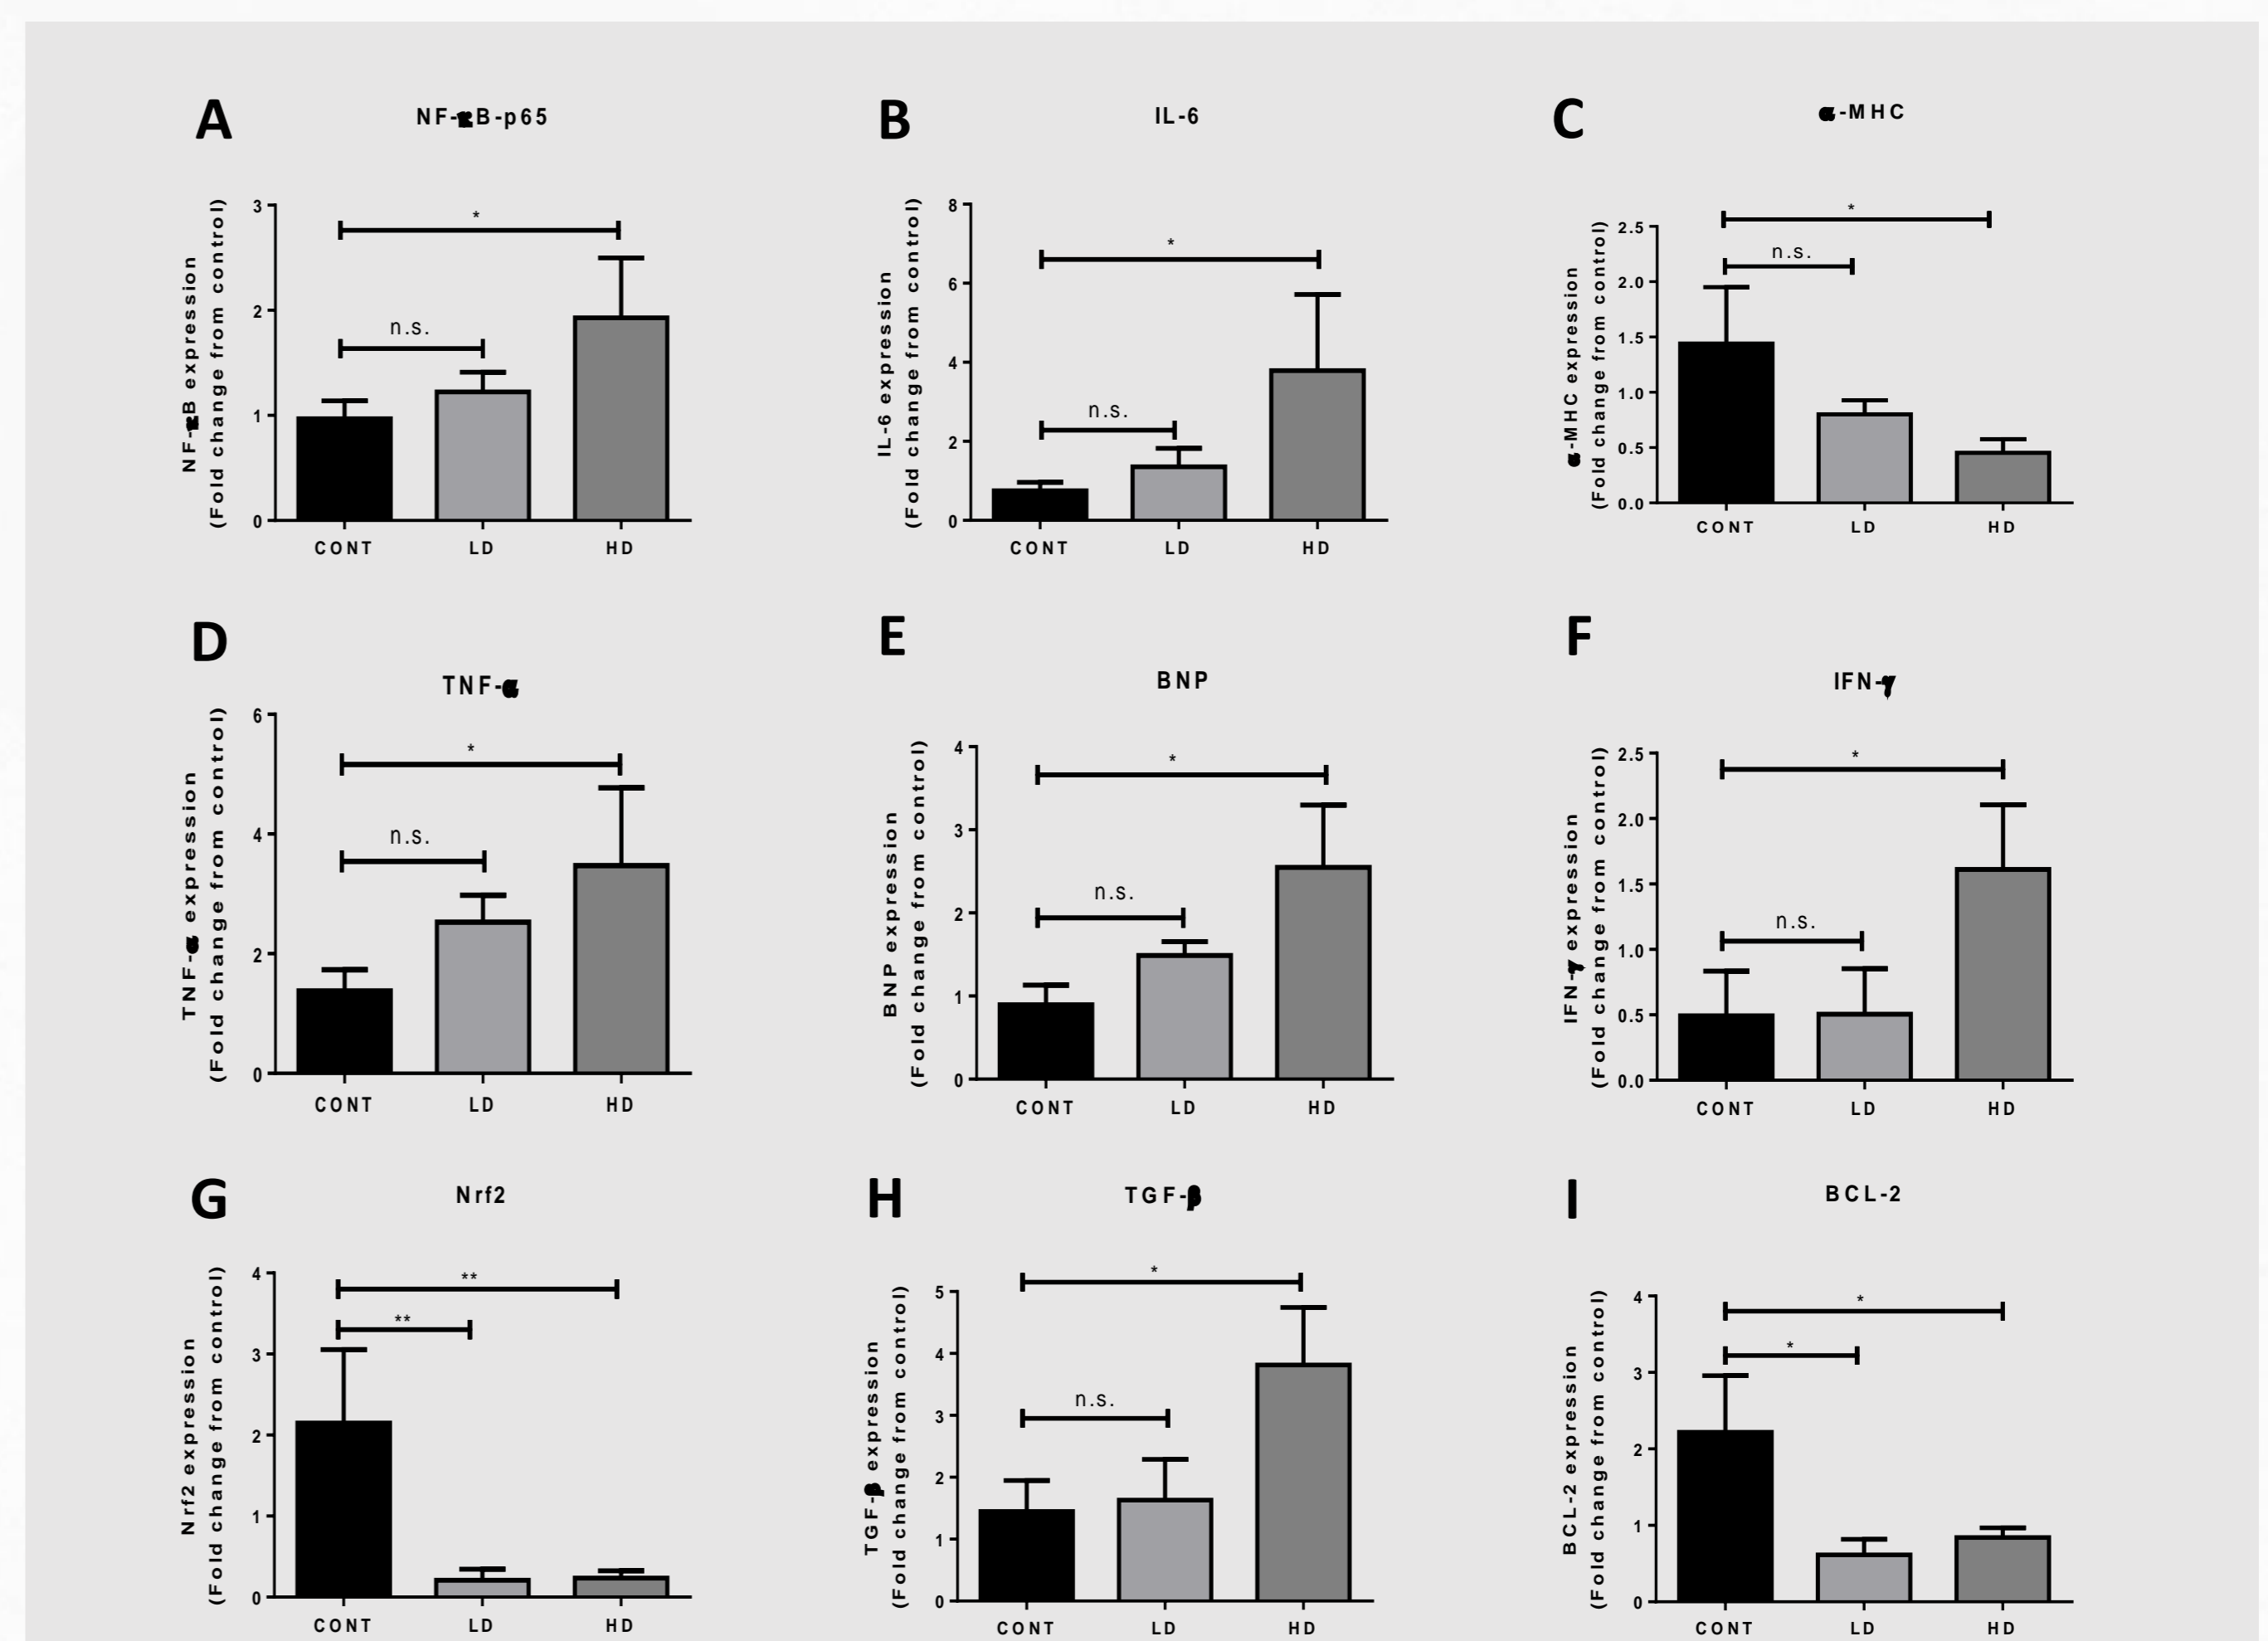 A
NF-κB-p65
NF-κB expression
(Fold change from control)
3
2
1
0
*
n.s.
CONT LD HD
B
IL-6
IL-6 expression
(Fold change from control)
8
6
4
2
0
*
n.s.
CONT LD HD
C
α-MHC
α-MHC expression
(Fold change from control)
2.5
2.0
1.5
1.0
0.5
0.0
*
n.s.
CONT LD HD
D
TNF-α
TNF-α expression
(Fold change from control)
6
4
2
0
*
n.s.
CONT LD HD
E
BNP
BNP expression
(Fold change from control)
4
3
2
1
0
*
n.s.
CONT LD HD
F
IFN-γ
IFN-γ expression
(Fold change from control)
2.5
2.0
1.5
1.0
0.5
0.0
*
n.s.
CONT LD HD
G
Nrf2
Nrf2 expression
(Fold change from control)
4
3
2
1
0
**
**
CONT LD HD
H
TGF-β
TGF-β expression
(Fold change from control)
5
4
3
2
1
0
*
n.s.
CONT LD HD
I
BCL-2
BCL-2 expression
(Fold change from control)
4
3
2
1
0
*
*
CONT LD HD